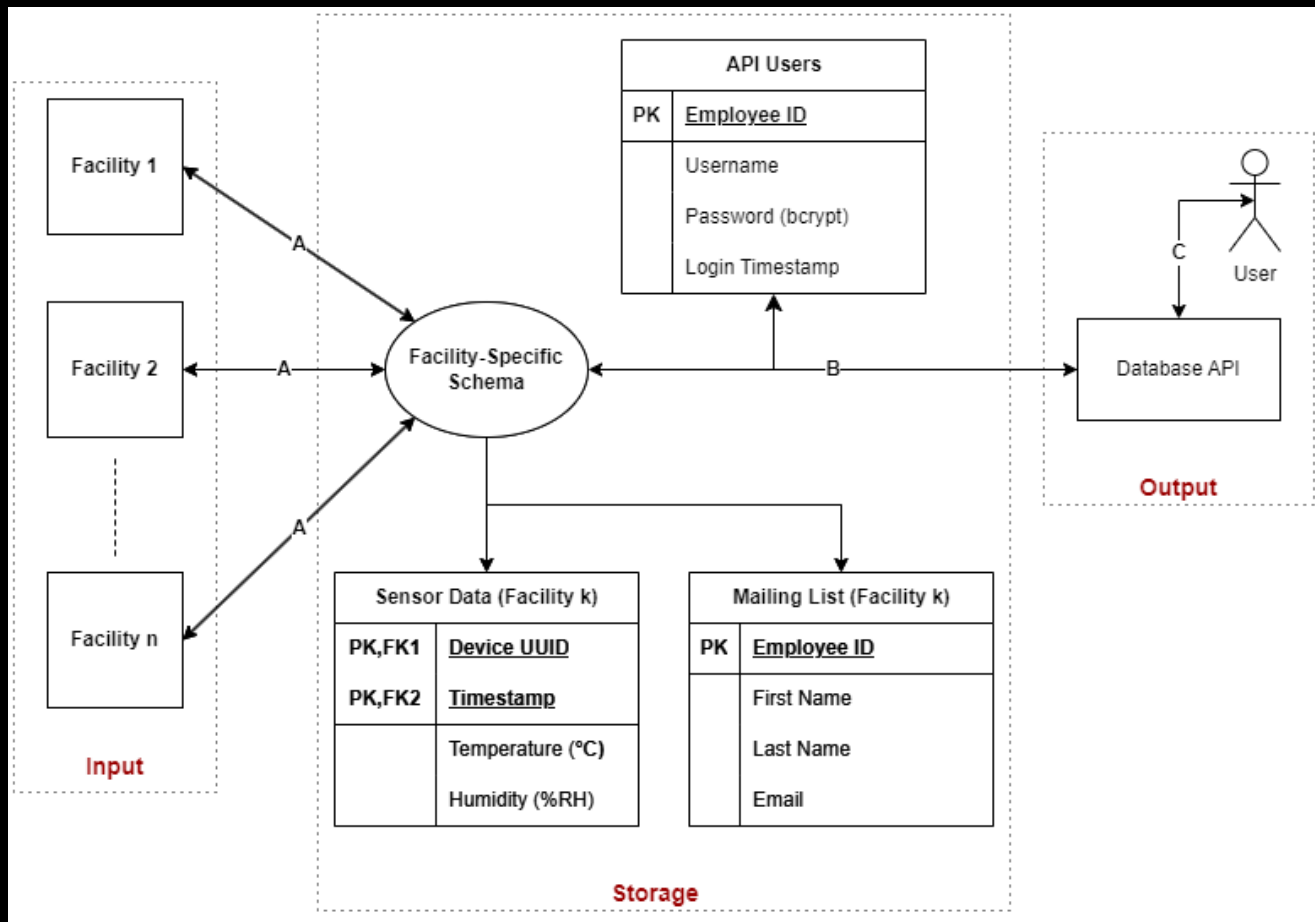 Facility 1
Facility 2
Facility n
Input
A
A
A
Facility-Specific
Schema
API Users
PK Employee ID
Username
Password (bcrypt)
Login Timestamp
B
Sensor Data (Facility k)
PK,FK1 Device UUID
PK,FK2 Timestamp
Temperature (°C)
Humidity (%RH)
Mailing List (Facility k)
PK Employee ID
First Name
Last Name
Email
Storage
C
User
Database API
Output